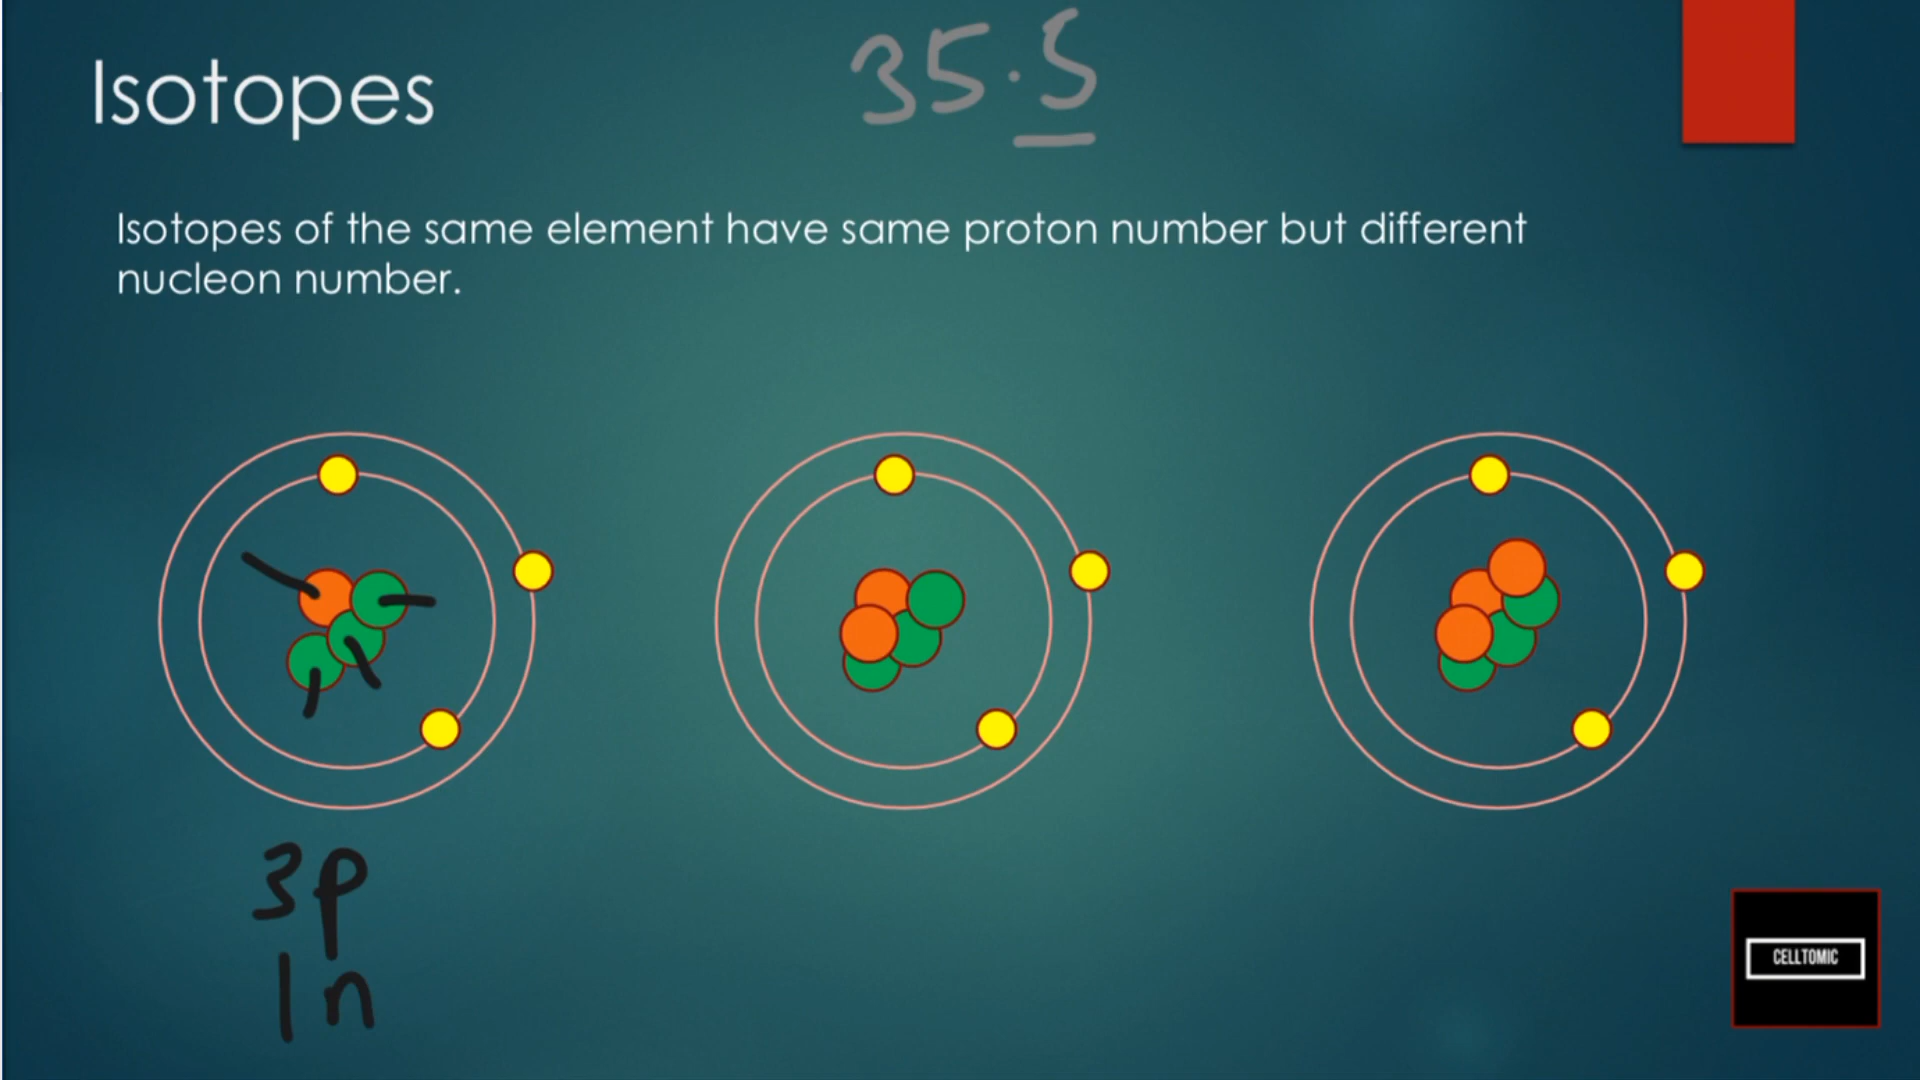 35.5
Isotopes
Isotopes of the same element have same proton number but different
nucleon number.
3p
1n
CELLTOMIC